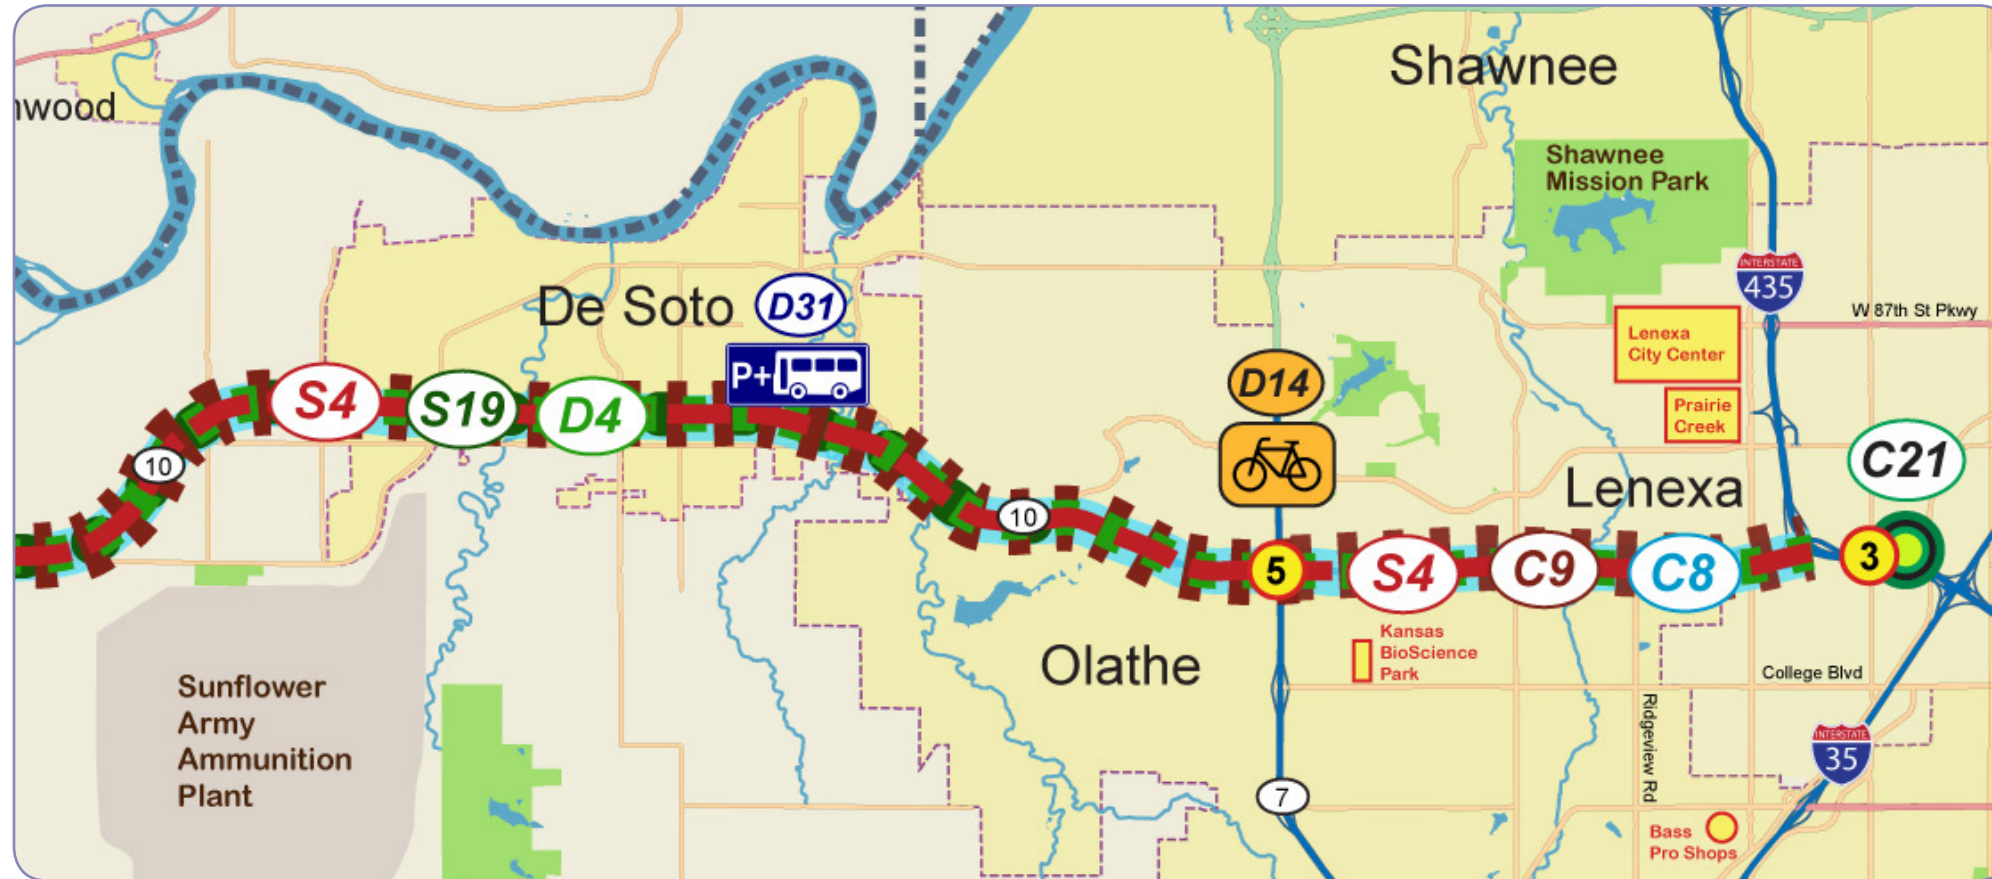 Shawnee
nwood
Shawnee
Mission Park
INTERSTATE
435
De Soto
D31
W 87th St Pkwy
Lenexa
City Center
P+
D14
S4
S19
D4
Prairie
Creek
10
C21
Lenexa
10
5
S4
C9
C8
3
Kansas
BioScience
Park
Olathe
College Blvd
Sunflower
Army
Ammunition
Plant
Ridgeview Rd
INTERSTATE
35
7
Bass
Pro Shops